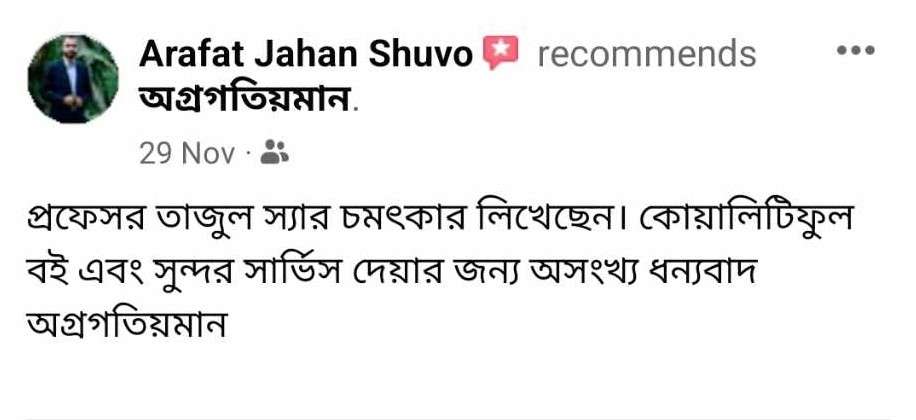 Arafat Jahan Shuvo recommends
অগ্রগতিয়মান.
29 Nov ·
প্রফেসর তাজুল স্যার চমৎকার লিখেছেন। কোয়ালিটিফুল
বই এবং সুন্দর সার্ভিস দেয়ার জন্য অসংখ্য ধন্যবাদ
অগ্রগতিয়মান